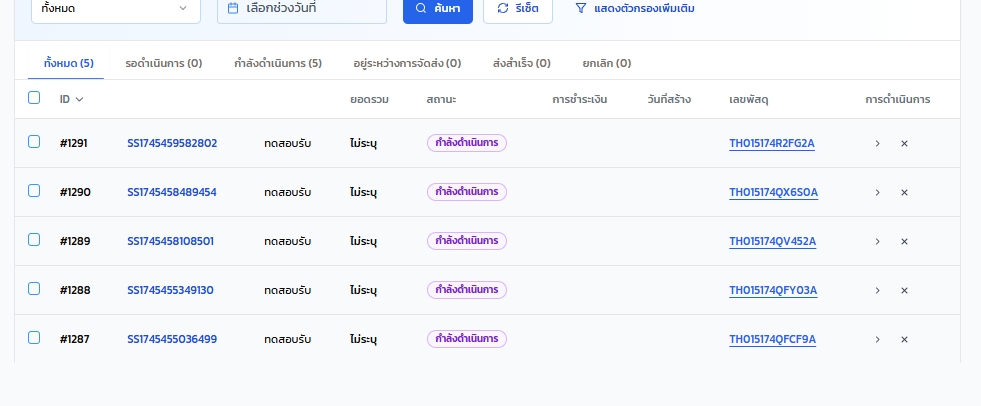 ทั้งหมด เลือกช่วงวันที่ ค้นหา รีเซ็ต แสดงตัวกรองเพิ่มเติม
ทั้งหมด (5) รอดำเนินการ (0) กำลังดำเนินการ (5) อยู่ระหว่างการจัดส่ง (0) ส่งสำเร็จ (0) ยกเลิก (0)
ID ยอดรวม สถานะ การชำระเงิน วันที่สร้าง เลขพัสดุ การดำเนินการ
#1291 SS1745459582802 ทดสอบรับ ไม่ระบุ กำลังดำเนินการ TH015174R2FG2A
#1290 SS1745458489454 ทดสอบรับ ไม่ระบุ กำลังดำเนินการ TH015174QX6S0A
#1289 SS1745458108501 ทดสอบรับ ไม่ระบุ กำลังดำเนินการ TH015174QV452A
#1288 SS1745455349130 ทดสอบรับ ไม่ระบุ กำลังดำเนินการ TH015174QFY03A
#1287 SS1745455036499 ทดสอบรับ ไม่ระบุ กำลังดำเนินการ TH015174QFCF9A